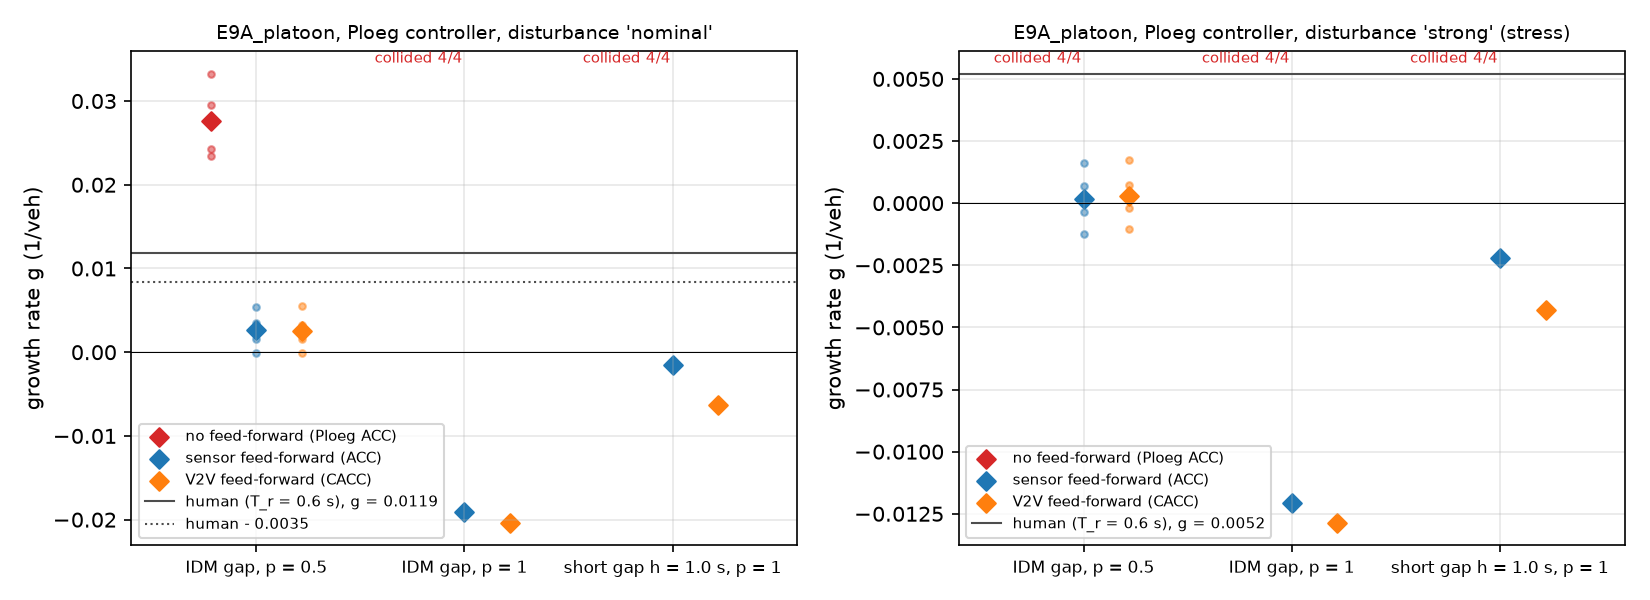 E9A_platoon, Ploeg controller, disturbance 'nominal'
collided 4/4
collided 4/4
growth rate g (1/veh)
0.03
0.02
0.01
0.00
−0.01
−0.02
no feed-forward (Ploeg ACC)
sensor feed-forward (ACC)
V2V feed-forward (CACC)
human (T_r = 0.6 s), g = 0.0119
human - 0.0035
IDM gap, p = 0.5
IDM gap, p = 1
short gap h = 1.0 s, p = 1
E9A_platoon, Ploeg controller, disturbance 'strong' (stress)
collided 4/4
collided 4/4
collided 4/4
growth rate g (1/veh)
0.0050
0.0025
0.0000
−0.0025
−0.0050
−0.0075
−0.0100
−0.0125
no feed-forward (Ploeg ACC)
sensor feed-forward (ACC)
V2V feed-forward (CACC)
human (T_r = 0.6 s), g = 0.0052
IDM gap, p = 0.5
IDM gap, p = 1
short gap h = 1.0 s, p = 1